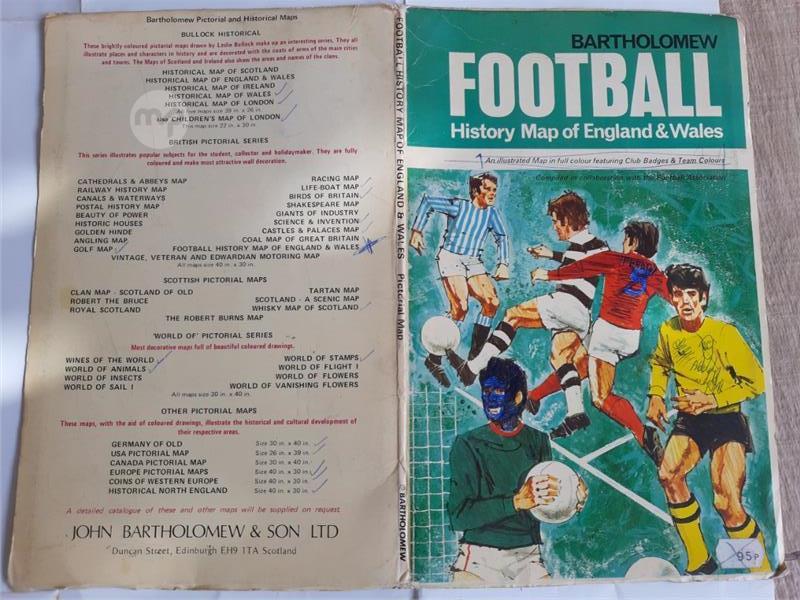 Bartholomew Pictorial and Historical Maps
BULLOCK HISTORICAL
These brightly coloured pictorial maps drawn by Leslie Bullock make up an interesting series. They all
illustrate places and characters in history and are decorated with the coats of arms of the main cities
and towns. The Maps of Scotland and Ireland also show the areas and names of the clans.
HISTORICAL MAP OF SCOTLAND
HISTORICAL MAP OF ENGLAND & WALES
HISTORICAL MAP OF IRELAND
HISTORICAL MAP OF WALES
HISTORICAL MAP OF LONDON
All five maps size 39 in. x 26 in.
also CHILDREN'S MAP OF LONDON
This map size 22 in. x 30 in.
BRITISH PICTORIAL SERIES
This series illustrates popular subjects for the student, collector and holidaymaker. They are fully
coloured and make most attractive wall decoration.
CATHEDRALS & ABBEYS MAP RACING MAP
RAILWAY HISTORY MAP LIFE-BOAT MAP
CANALS & WATERWAYS BIRDS OF BRITAIN
POSTAL HISTORY MAP SHAKESPEARE MAP
BEAUTY OF POWER GIANTS OF INDUSTRY
HISTORIC HOUSES SCIENCE & INVENTION
GOLDEN HINDE CASTLES & PALACES MAP
ANGLING MAP COAL MAP OF GREAT BRITAIN
GOLF MAP FOOTBALL HISTORY MAP OF ENGLAND & WALES
VINTAGE, VETERAN AND EDWARDIAN MOTORING MAP
All maps size 40 in. x 30 in.
SCOTTISH PICTORIAL MAPS
CLAN MAP - SCOTLAND OF OLD TARTAN MAP
ROBERT THE BRUCE SCOTLAND - A SCENIC MAP
ROYAL SCOTLAND WHISKY MAP OF SCOTLAND
THE ROBERT BURNS MAP
'WORLD OF' PICTORIAL SERIES
Most decorative maps full of beautiful coloured drawings.
WINES OF THE WORLD WORLD OF STAMPS
WORLD OF ANIMALS WORLD OF FLIGHT I
WORLD OF INSECTS WORLD OF FLOWERS
WORLD OF SAIL I WORLD OF VANISHING FLOWERS
All maps size 30 in. x 40 in.
OTHER PICTORIAL MAPS
These maps, with the aid of coloured drawings, illustrate the historical and cultural development of
their respective areas.
GERMANY OF OLD Size 30 in. x 40 in.
USA PICTORIAL MAP Size 26 in. x 39 in.
CANADA PICTORIAL MAP Size 30 in. x 40 in.
EUROPE PICTORIAL MAPS Size 40 in. x 30 in.
COINS OF WESTERN EUROPE Size 40 in. x 30 in.
HISTORICAL NORTH ENGLAND Size 40 in. x 30 in.
A detailed catalogue of these and other maps will be supplied on request.
JOHN BARTHOLOMEW & SON LTD
Duncan Street, Edinburgh EH9 1TA Scotland
FOOTBALL HISTORY MAP OF ENGLAND & WALES Pictorial Map
BARTHOLOMEW
BARTHOLOMEW
FOOTBALL
History Map of England & Wales
An illustrated Map in full colour featuring Club Badges & Team Colours
Compiled in collaboration with the Football Association
95p